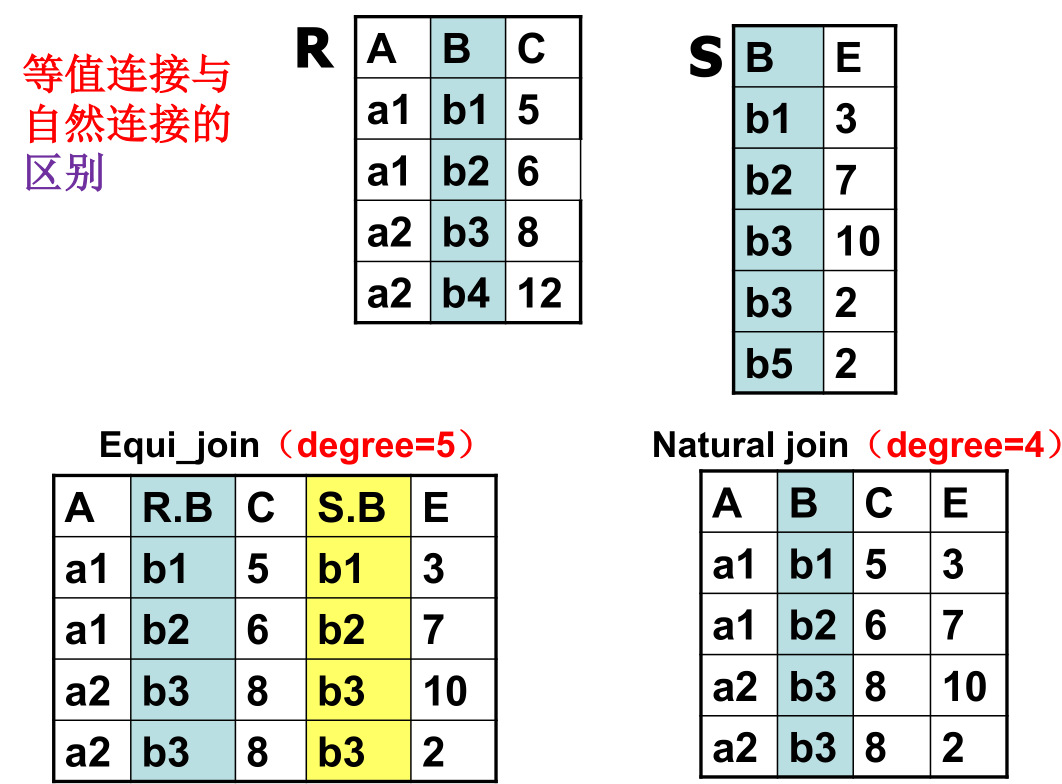 等值连接与
自然连接的
区别
R
A B C
a1 b1 5
a1 b2 6
a2 b3 8
a2 b4 12
S
B E
b1 3
b2 7
b3 10
b3 2
b5 2
Equi_join（degree=5）
A R.B C S.B E
a1 b1 5 b1 3
a1 b2 6 b2 7
a2 b3 8 b3 10
a2 b3 8 b3 2
Natural join（degree=4）
A B C E
a1 b1 5 3
a1 b2 6 7
a2 b3 8 10
a2 b3 8 2